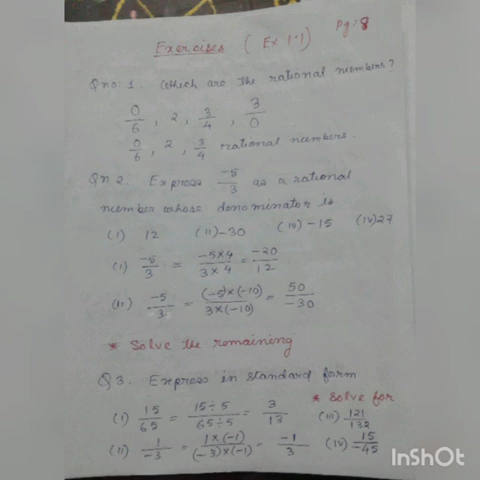 Pg: 8
Exercises ( Ex 1.1)
Q no: 1. Which are the rational numbers?
0/6 , 2 , 3/4 , 3/0
0/6 , 2 , 3/4 rational numbers.
Qn 2. Express -5/3 as a rational
number whose denominator is
(I) 12 (II) -30 (III) -15 (IV) 27
(I) -5/3 = -5×4/3×4 = -20/12
(II) -5/3 = (-5)×(-10)/3×(-10) = 50/-30
* Solve the remaining
Q 3. Express in standard form
* Solve for
(I) 15/65 = 15÷5/65÷5 = 3/13 (III) 121/132
(II) 1/-3 = 1×(-1)/(-3)×(-1) = -1/3 (IV) 15/-45
InShOt